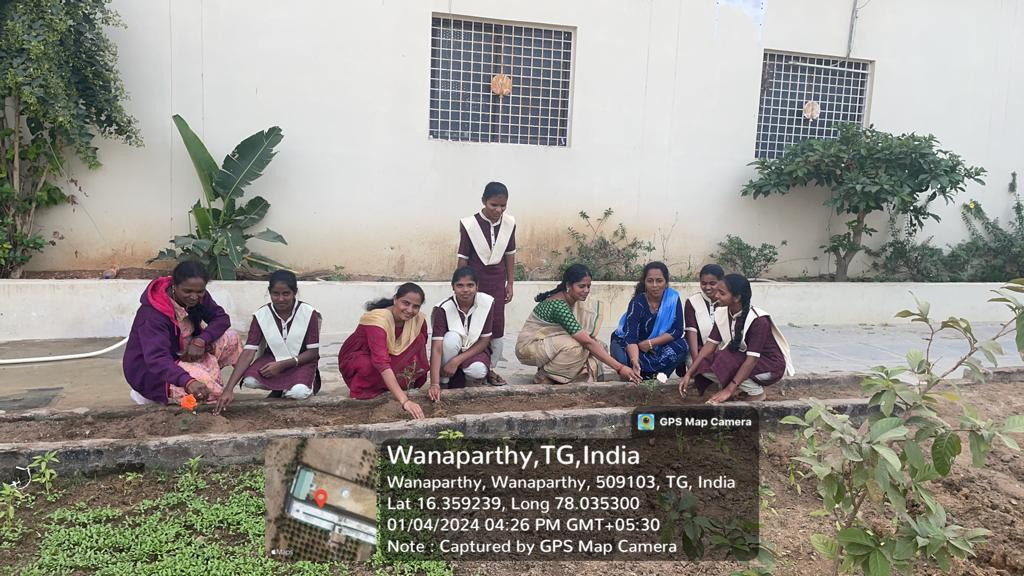 GPS Map Camera
Wanaparthy,TG,India
Wanaparthy, Wanaparthy, 509103, TG, India
Lat 16.359239, Long 78.035300
01/04/2024 04:26 PM GMT+05:30
Note : Captured by GPS Map Camera
Maps